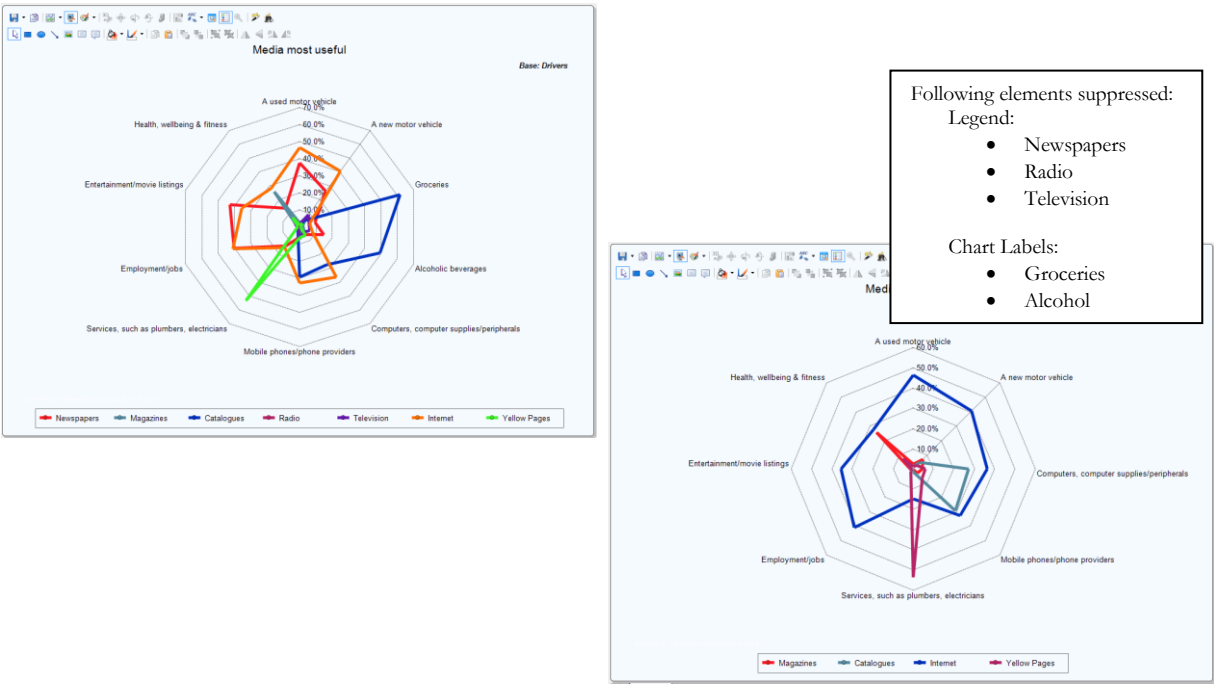 Media most useful
Base: Drivers
A used motor vehicle
70.0%
Health, wellbeing & fitness
A new motor vehicle
60.0%
50.0%
40.0%
30.0%
Entertainment/movie listings
Groceries
20.0%
10.0%
Employment/jobs
Alcoholic beverages
Services, such as plumbers, electricians
Computers, computer supplies/peripherals
Mobile phones/phone providers
Newspapers Magazines Catalogues Radio Television Internet Yellow Pages
Following elements suppressed:
Legend:
• Newspapers
• Radio
• Television
Chart Labels:
• Groceries
• Alcohol
Medi
A used motor vehicle
60.0%
50.0%
Health, wellbeing & fitness
A new motor vehicle
40.0%
30.0%
20.0%
10.0%
Entertainment/movie listings
Computers, computer supplies/peripherals
Employment/jobs
Mobile phones/phone providers
Services, such as plumbers, electricians
Magazines Catalogues Internet Yellow Pages